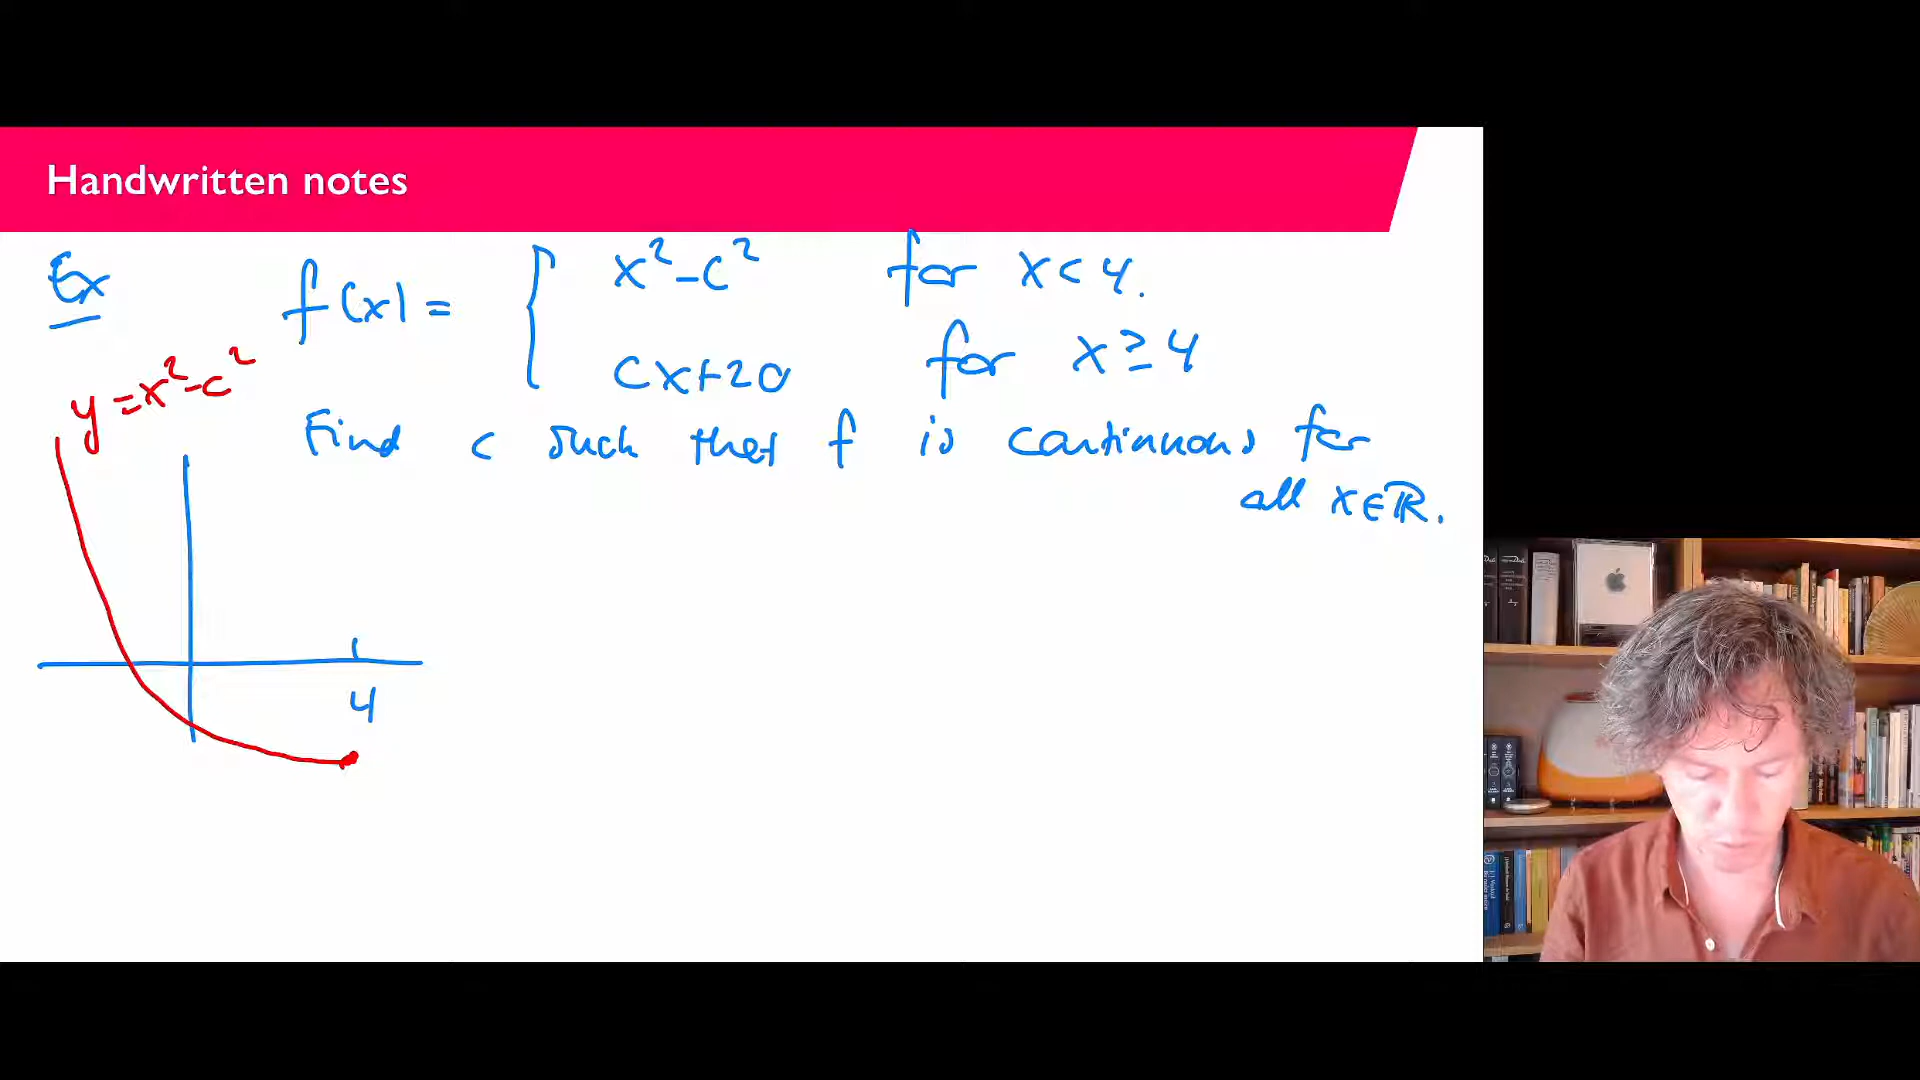 Handwritten notes
Ex
f(x) = { x² - c² for x < 4.
cx + 20 for x ≥ 4
y = x² - c²
Find c such that f is continuous for
all x ∈ ℝ.
4